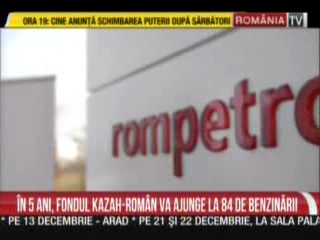 ORA 19: CINE ANUNȚĂ SCHIMBAREA PUTERII DUPĂ SĂRBĂTORI
ROMÂNIA
TV
rompetro
ÎN 5 ANI, FONDUL KAZAH-ROMÂN VA AJUNGE LA 84 DE BENZINĂRII
* PE 13 DECEMBRIE - ARAD * PE 21 ȘI 22 DECEMBRIE, LA SALA PALA